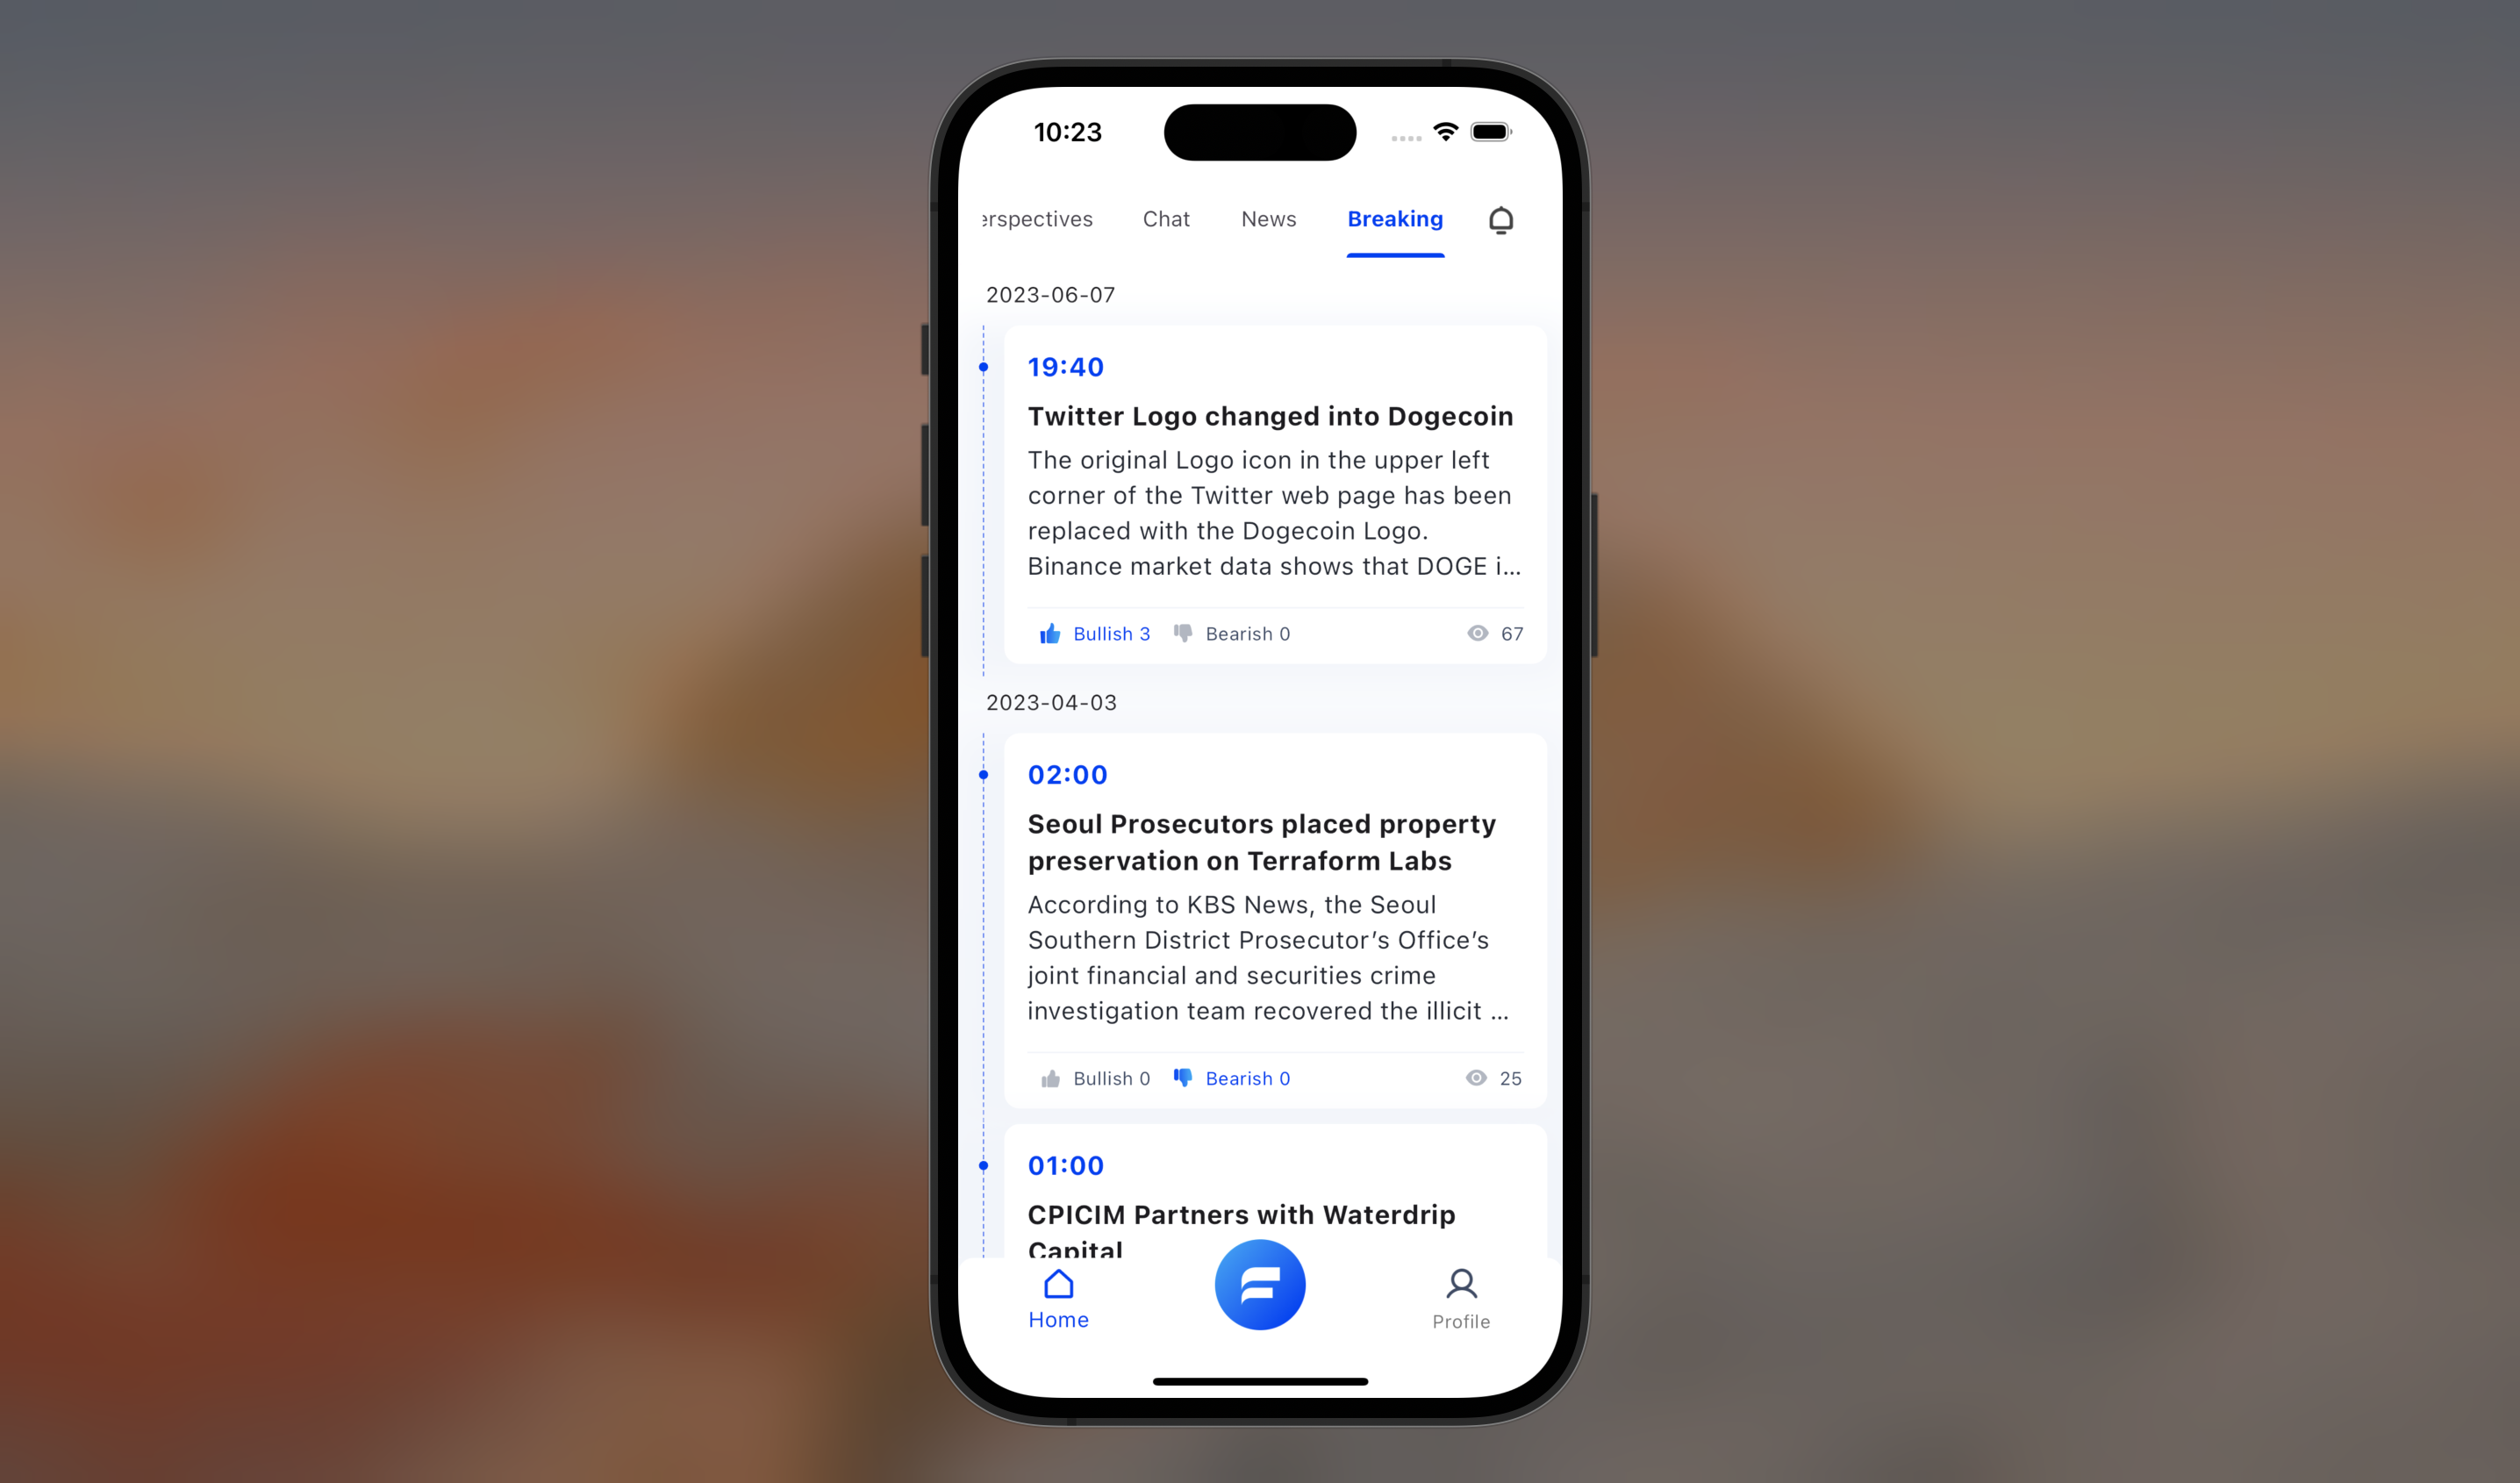 10:23
erspectives Chat News Breaking
2023-06-07
19:40
Twitter Logo changed into Dogecoin
The original Logo icon in the upper left
corner of the Twitter web page has been
replaced with the Dogecoin Logo.
Binance market data shows that DOGE i...
Bullish 3 Bearish 0 67
2023-04-03
02:00
Seoul Prosecutors placed property
preservation on Terraform Labs
According to KBS News, the Seoul
Southern District Prosecutor’s Office’s
joint financial and securities crime
investigation team recovered the illicit ...
Bullish 0 Bearish 0 25
01:00
CPICIM Partners with Waterdrip
Capital
Home Profile